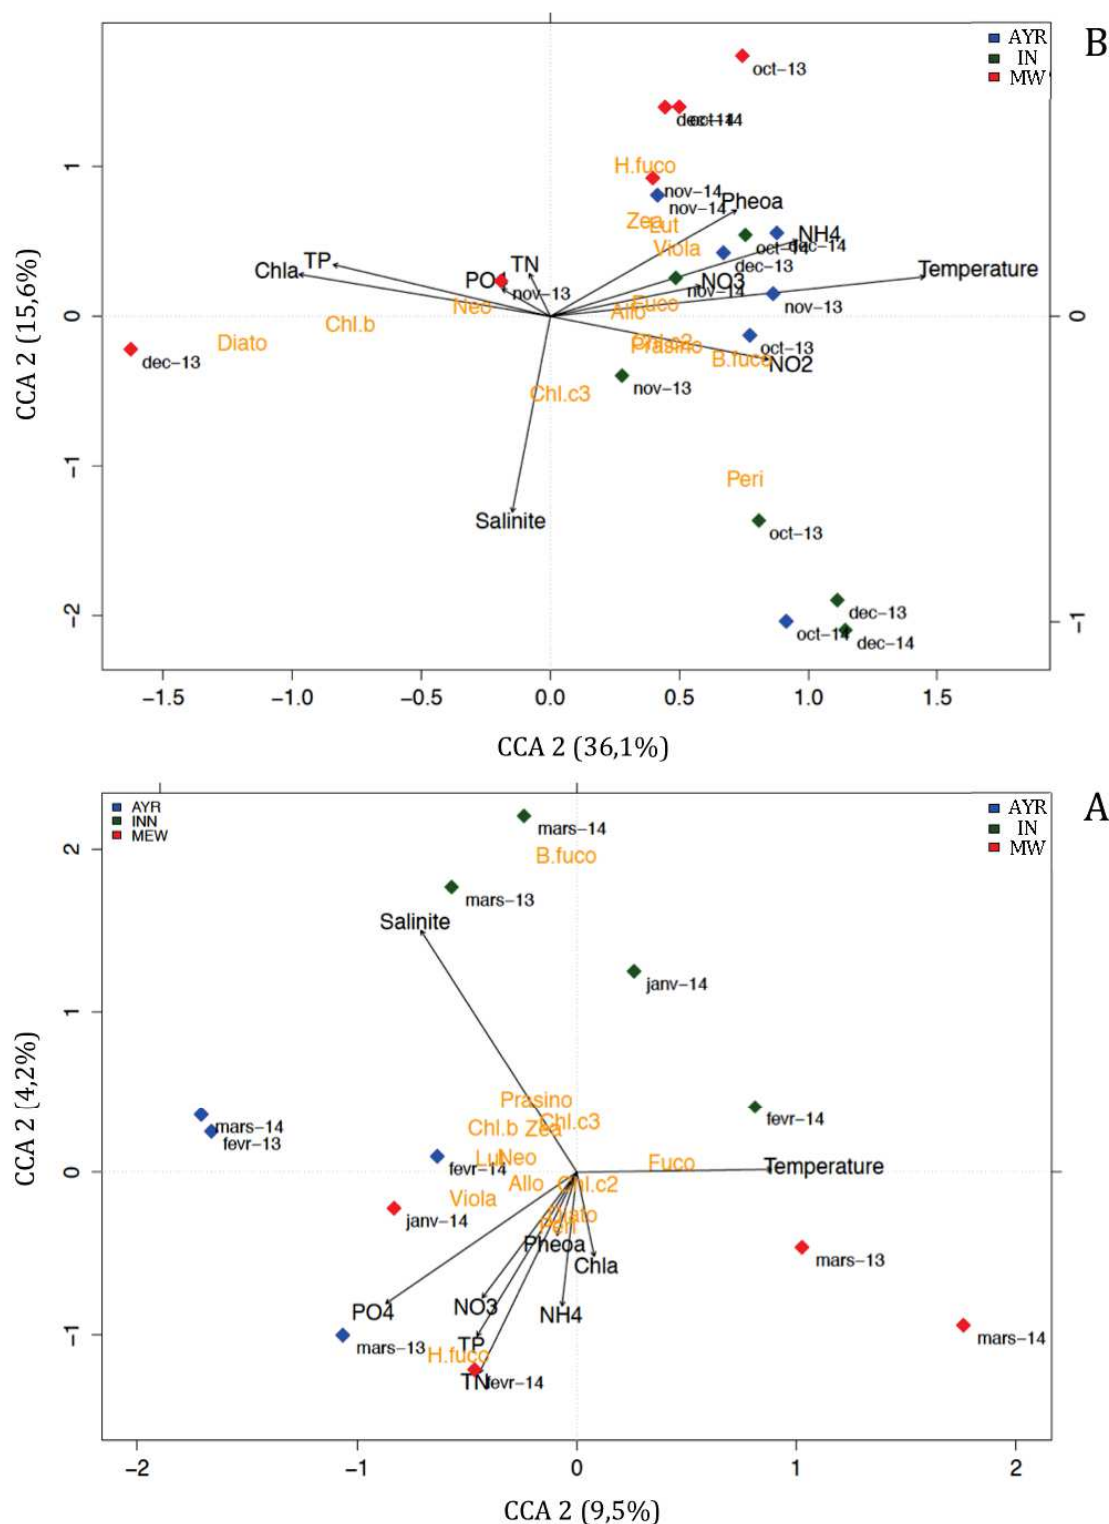 B
AYR
IN
MW
oct−13
H.fuco
nov−14
nov−14
Pheoa
Zea
Lut
Viola
NH4
oct−14
dec−13
Temperature
TP
Chla
TN
PO4
nov−13
NO3
nov−14
nov−13
Neo
Fuco
Allo
Chl.b
Diato
dec−13
Prasino
oct−13
B.fuco
NO2
nov−13
Chl.c3
Peri
Salinite
oct−13
dec−13
oct−14
dec−14
1
0
−1
−2
0
−1
CCA 2 (15,6%)
−1.5
−1.0
−0.5
0.0
0.5
1.0
1.5
CCA 2 (36,1%)
A
AYR
INN
MEW
AYR
IN
MW
mars−14
B.fuco
mars−13
Salinite
janv−14
Prasino
Chl.c3
Chl.b
Zea
fevr−14
mars−14
fevr−13
Neo
Fuco
Temperature
fevr−14
Allo
Chl.c2
Viola
janv−14
Diato
Peri
Pheoa
Chla
mars−13
PO4
NO3
NH4
mars−14
mars−13
TP
H.fuco
TN
fevr−14
2
1
0
−1
CCA 2 (4,2%)
−2
−1
0
1
2
CCA 2 (9,5%)